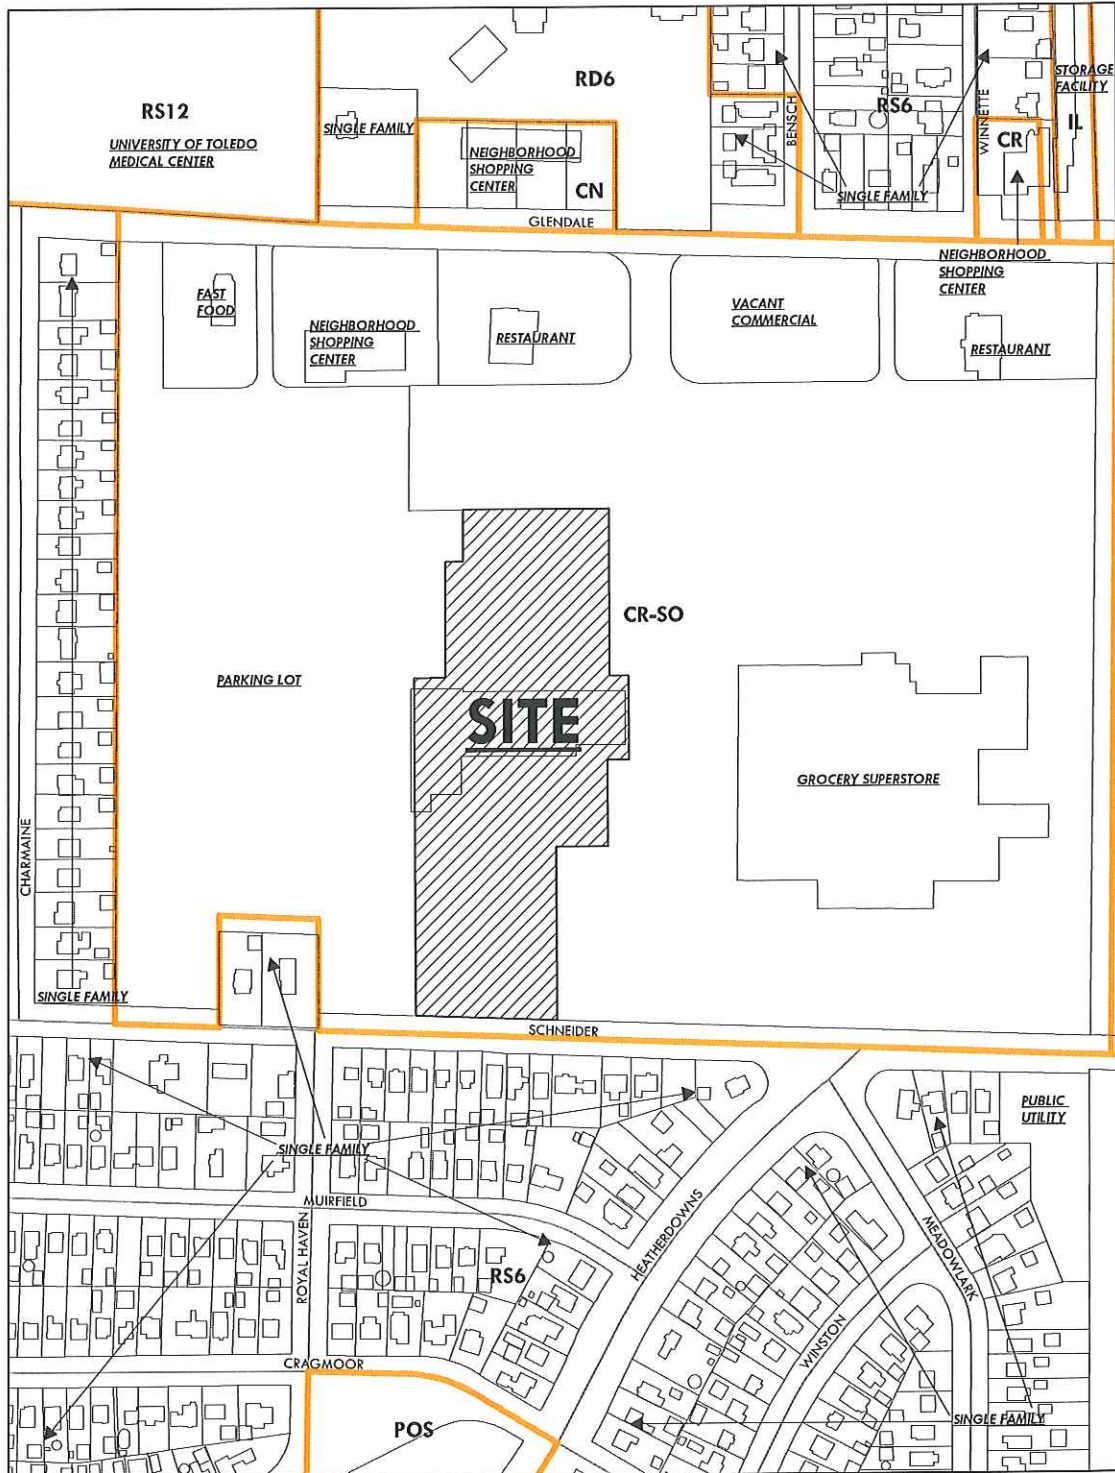 RS12
UNIVERSITY OF TOLEDO
MEDICAL CENTER
SINGLE FAMILY
RD6
NEIGHBORHOOD
SHOPPING
CENTER
CN
GLENDALE
BENSCH
RS6
SINGLE FAMILY
WINNETTE
CR
STORAGE
FACILITY
IL
NEIGHBORHOOD
SHOPPING
CENTER
FAST
FOOD
NEIGHBORHOOD
SHOPPING
CENTER
RESTAURANT
VACANT
COMMERCIAL
RESTAURANT
CR-SO
PARKING LOT
SITE
GROCERY SUPERSTORE
CHARMAINE
SINGLE FAMILY
SCHNEIDER
PUBLIC
UTILITY
SINGLE FAMILY
MUIRFIELD
ROYAL HAVEN
RS6
HEATHERDOWNS
MEADOWLARK
WINSTON
CRAGMOOR
POS
SINGLE FAMILY